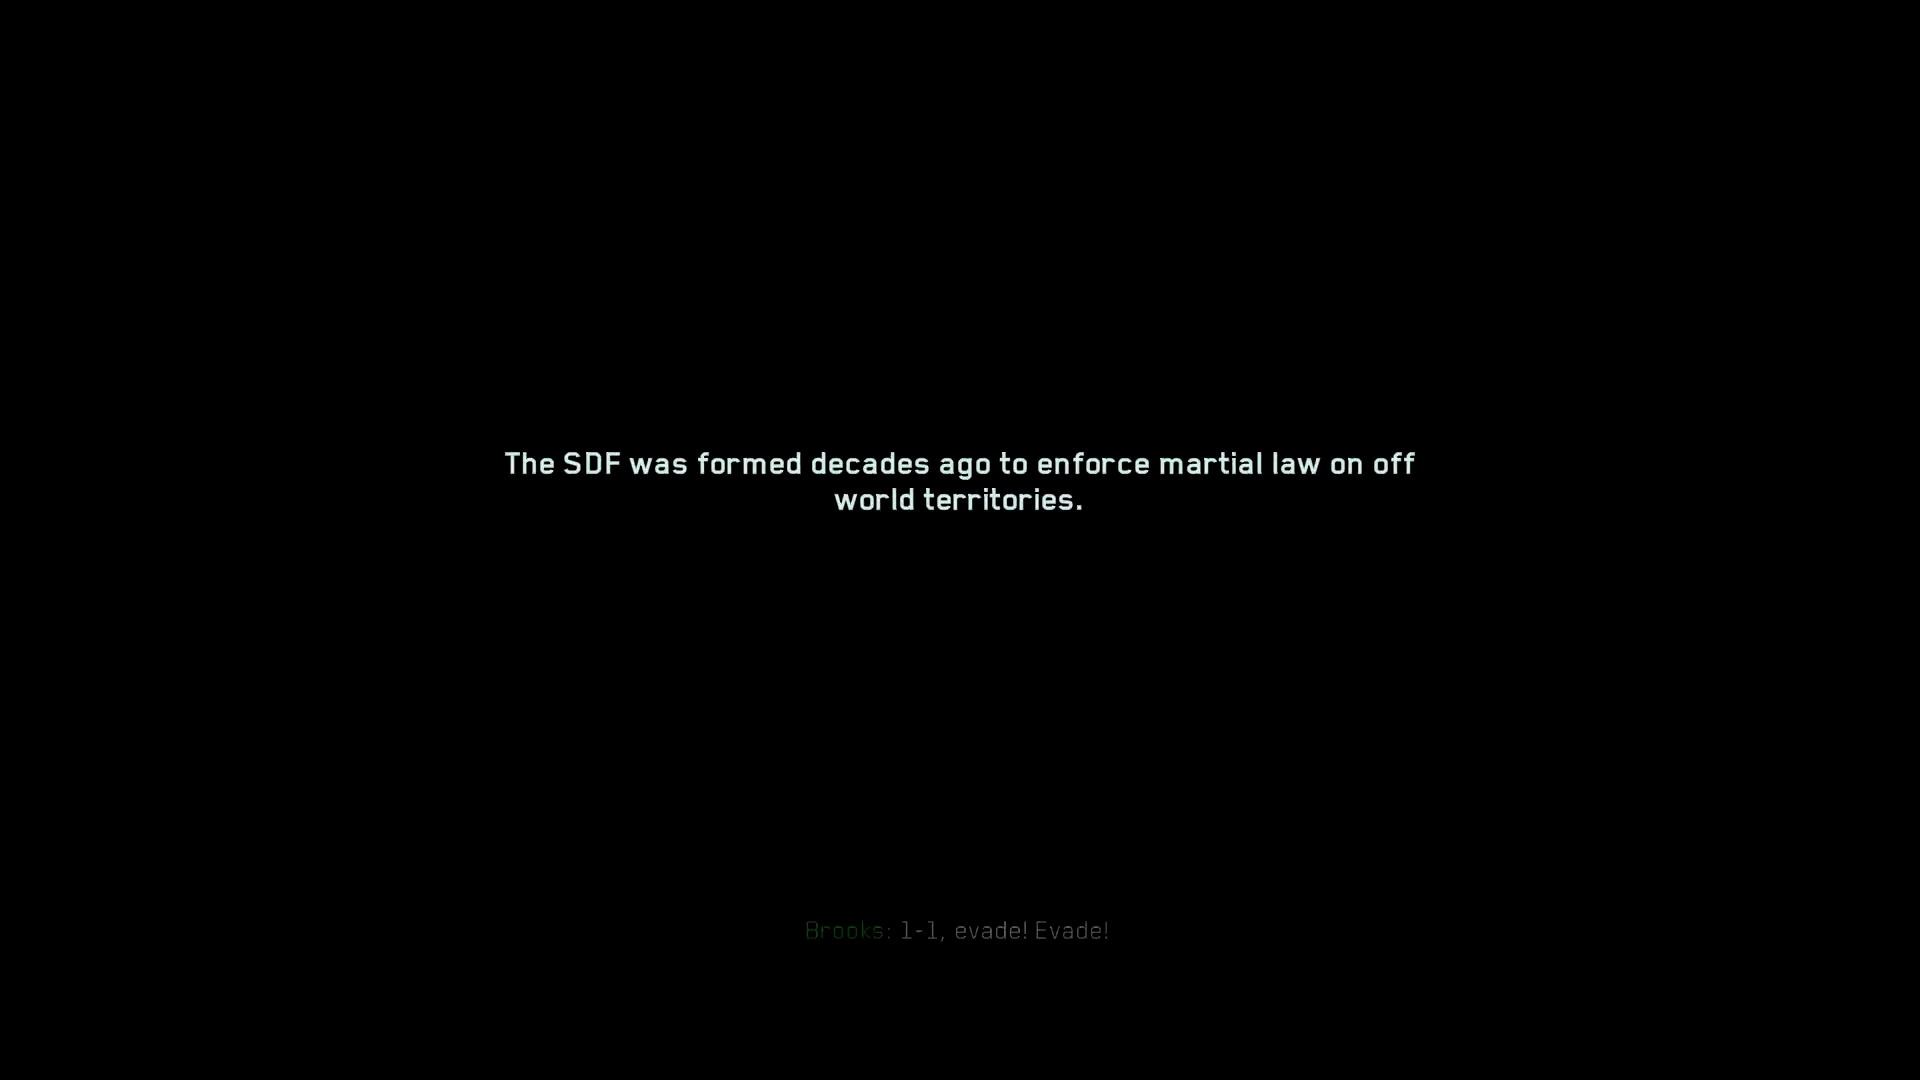 The SDF was formed decades ago to enforce martial law on off
world territories.
Brooks: 1-1, evade! Evade!